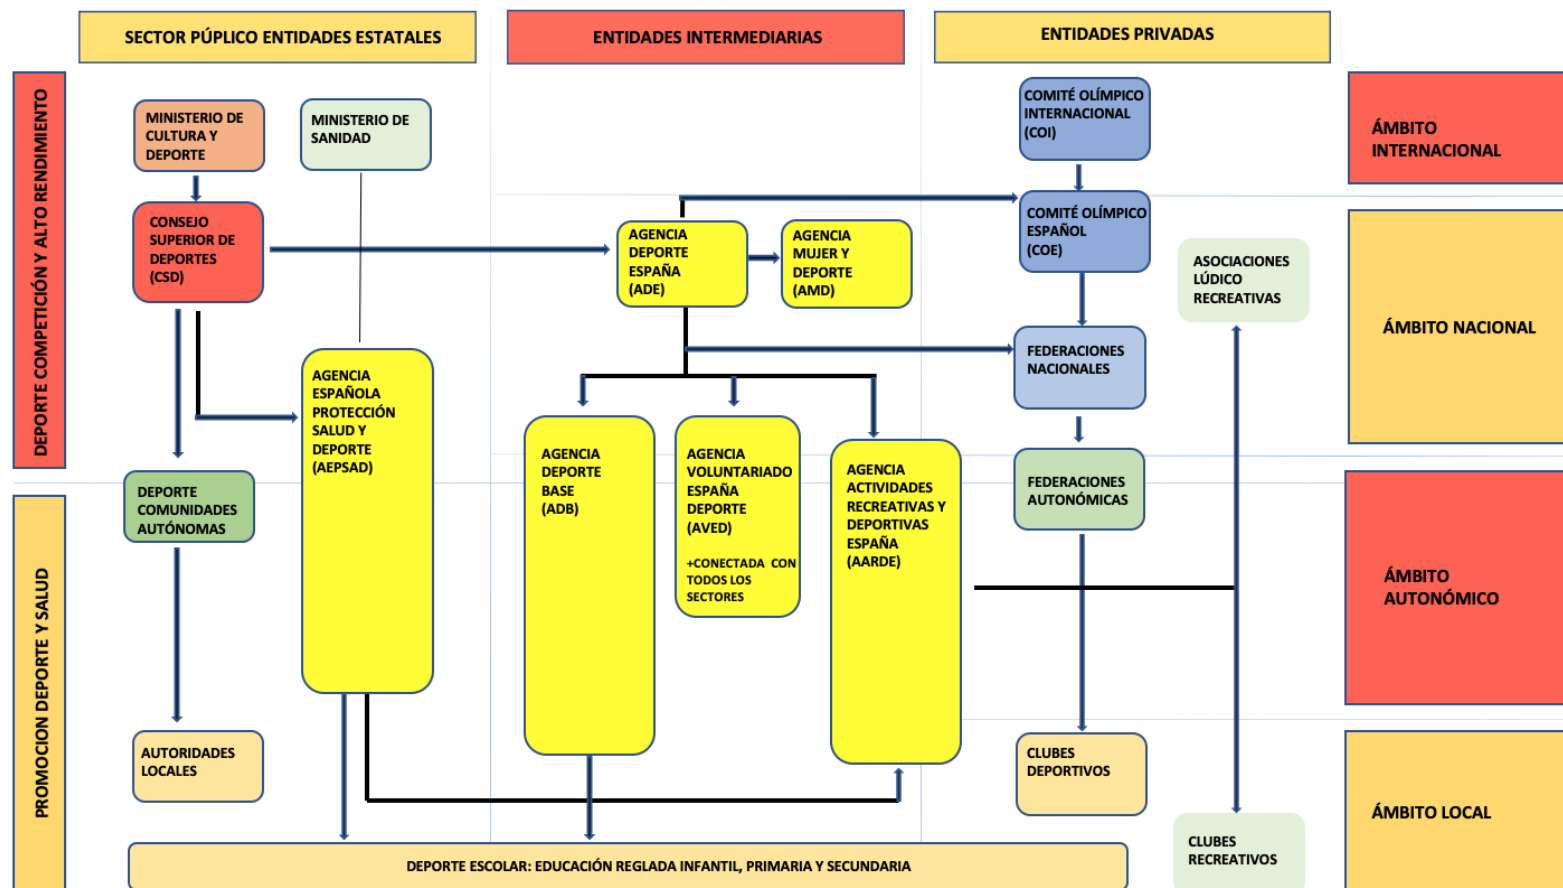 SECTOR PÚPLICO ENTIDADES ESTATALES
ENTIDADES INTERMEDIARIAS
ENTIDADES PRIVADAS
DEPORTE COMPETICIÓN Y ALTO RENDIMIENTO
PROMOCION DEPORTE Y SALUD
MINISTERIO DE
CULTURA Y
DEPORTE
MINISTERIO DE
SANIDAD
COMITÉ OLÍMPICO
INTERNACIONAL
(COI)
ÁMBITO
INTERNACIONAL
CONSEJO
SUPERIOR DE
DEPORTES
(CSD)
AGENCIA
DEPORTE
ESPAÑA
(ADE)
AGENCIA
MUJER Y
DEPORTE
(AMD)
COMITÉ OLÍMPICO
ESPAÑOL
(COE)
ASOCIACIONES
LÚDICO
RECREATIVAS
ÁMBITO NACIONAL
AGENCIA
ESPAÑOLA
PROTECCIÓN
SALUD Y
DEPORTE
(AEPSAD)
FEDERACIONES
NACIONALES
AGENCIA
DEPORTE
BASE
(ADB)
AGENCIA
VOLUNTARIADO
ESPAÑA
DEPORTE
(AVED)
+CONECTADA CON
TODOS LOS
SECTORES
AGENCIA
ACTIVIDADES
RECREATIVAS Y
DEPORTIVAS
ESPAÑA
(AARDE)
FEDERACIONES
AUTONÓMICAS
DEPORTE
COMUNIDADES
AUTÓNOMAS
ÁMBITO
AUTONÓMICO
AUTORIDADES
LOCALES
CLUBES
DEPORTIVOS
ÁMBITO LOCAL
CLUBES
RECREATIVOS
DEPORTE ESCOLAR: EDUCACIÓN REGLADA INFANTIL, PRIMARIA Y SECUNDARIA